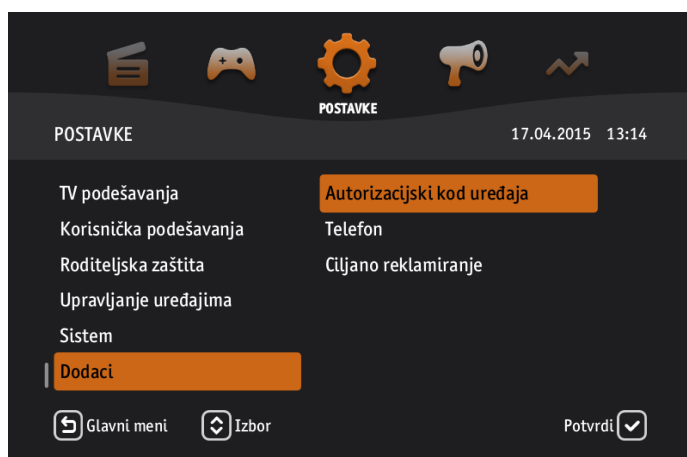 POSTAVKE
POSTAVKE 17.04.2015 13:14
TV podešavanja
Korisnička podešavanja
Roditeljska zaštita
Upravljanje uređajima
Sistem
Dodaci
Autorizacijski kod uređaja
Telefon
Ciljano reklamiranje
Glavni meni Izbor Potvrdi